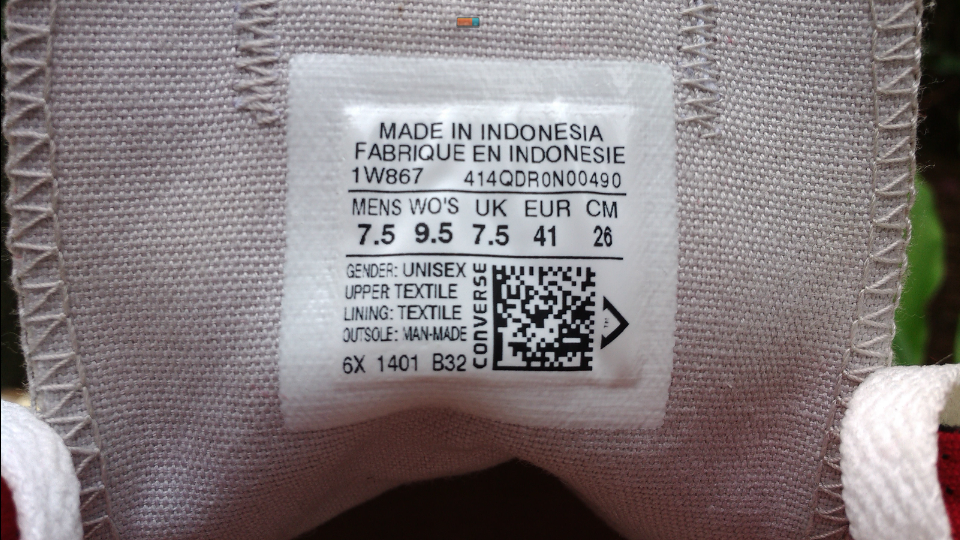 MADE IN INDONESIA
FABRIQUE EN INDONESIE
1W867 414QDR0N00490
MENS WO'S UK EUR CM
7.5 9.5 7.5 41 26
GENDER: UNISEX
UPPER TEXTILE
LINING: TEXTILE
OUTSOLE: MAN-MADE
6X 1401 B32
CONVERSE